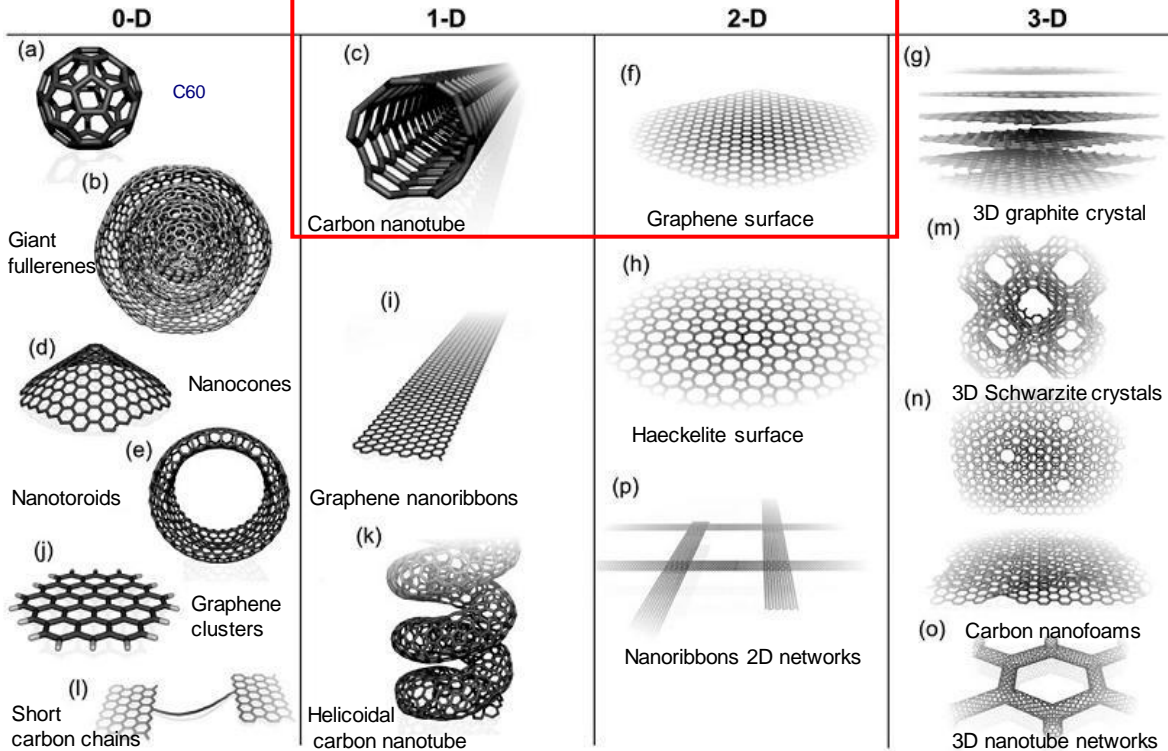 0-D
1-D
2-D
3-D
(a)
C60
(b)
Giant
fullerenes
(d)
Nanocones
(e)
Nanotoroids
(j)
Graphene
clusters
(l)
Short
carbon chains
(c)
Carbon nanotube
(i)
Graphene nanoribbons
(k)
Helicoidal
carbon nanotube
(f)
Graphene surface
(h)
Haeckelite surface
(p)
Nanoribbons 2D networks
(g)
3D graphite crystal
(m)
3D Schwarzite crystals
(n)
Carbon nanofoams
(o)
3D nanotube networks